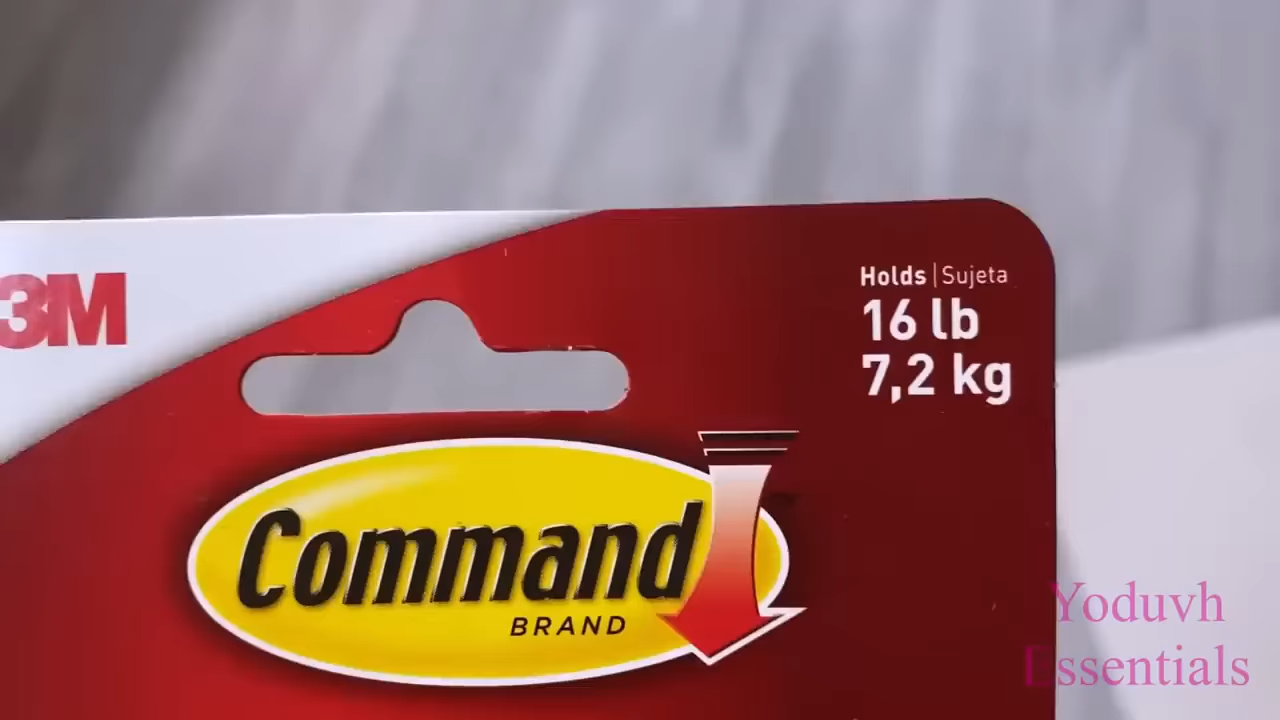 3M
Holds | Sujeta
16 lb
7,2 kg
Command
BRAND
Yoduvh
Essentials